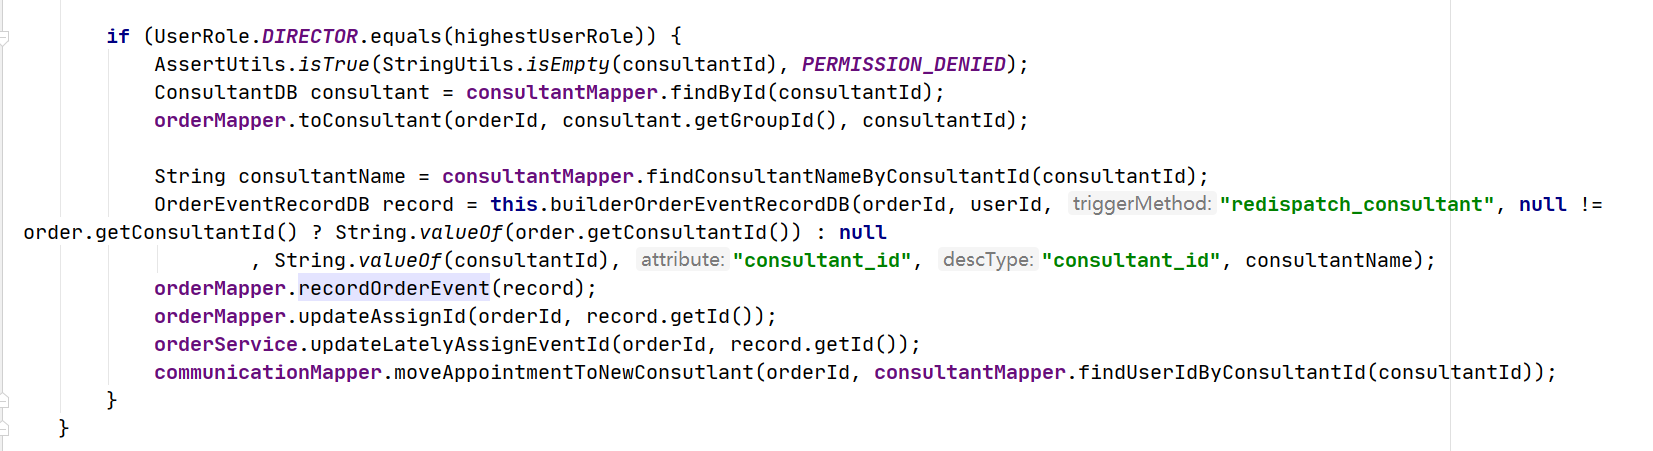 if (UserRole.DIRECTOR.equals(highestUserRole)) {
AssertUtils.isTrue(StringUtils.isEmpty(consultantId), PERMISSION_DENIED);
ConsultantDB consultant = consultantMapper.findById(consultantId);
orderMapper.toConsultant(orderId, consultant.getGroupId(), consultantId);
String consultantName = consultantMapper.findConsultantNameByConsultantId(consultantId);
OrderEventRecordDB record = this.builderOrderEventRecordDB(orderId, userId, triggerMethod: "redispatch_consultant", null !=
order.getConsultantId() ? String.valueOf(order.getConsultantId()) : null
, String.valueOf(consultantId), attribute: "consultant_id", descType: "consultant_id", consultantName);
orderMapper.recordOrderEvent(record);
orderMapper.updateAssignId(orderId, record.getId());
orderService.updateLatelyAssignEventId(orderId, record.getId());
communicationMapper.moveAppointmentToNewConsutlant(orderId, consultantMapper.findUserIdByConsultantId(consultantId));
}
}